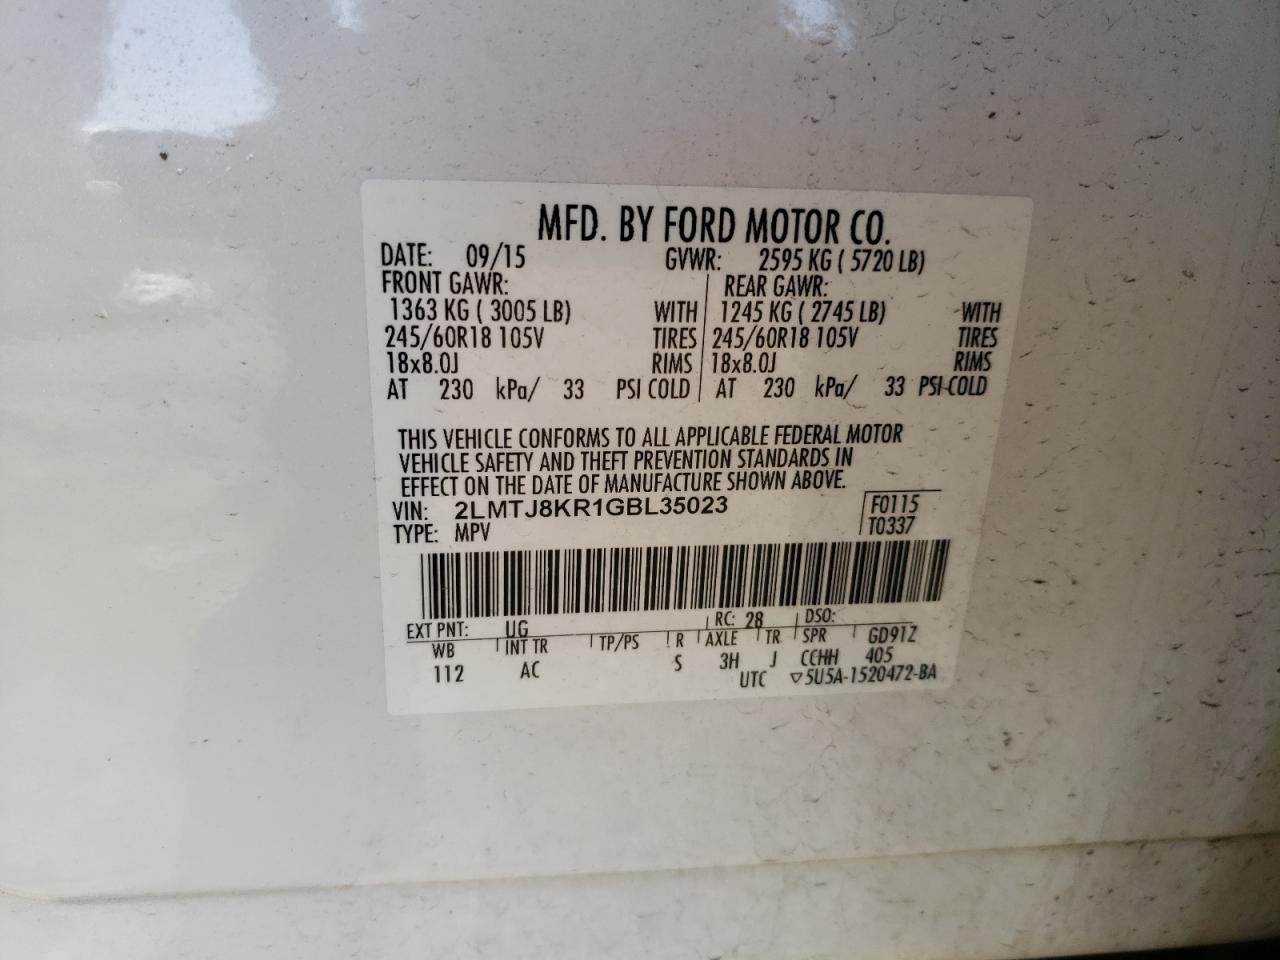 MFD. BY FORD MOTOR CO.
DATE: 09/15 GVWR: 2595 KG ( 5720 LB)
FRONT GAWR: REAR GAWR:
1363 KG ( 3005 LB) WITH 1245 KG ( 2745 LB) WITH
245/60R18 105V TIRES 245/60R18 105V TIRES
18x8.0J RIMS 18x8.0J RIMS
AT 230 kPa/ 33 PSI COLD AT 230 kPa/ 33 PSI COLD
THIS VEHICLE CONFORMS TO ALL APPLICABLE FEDERAL MOTOR
VEHICLE SAFETY AND THEFT PREVENTION STANDARDS IN
EFFECT ON THE DATE OF MANUFACTURE SHOWN ABOVE.
VIN: 2LMTJ8KR1GBL35023 F0115
TYPE: MPV T0337
EXT PNT: UG RC: 28 DSO:
WB INT TR TP/PS R AXLE TR SPR GD91Z
112 AC S 3H J CCHH 405
UTC ▽5U5A-1520472-BA